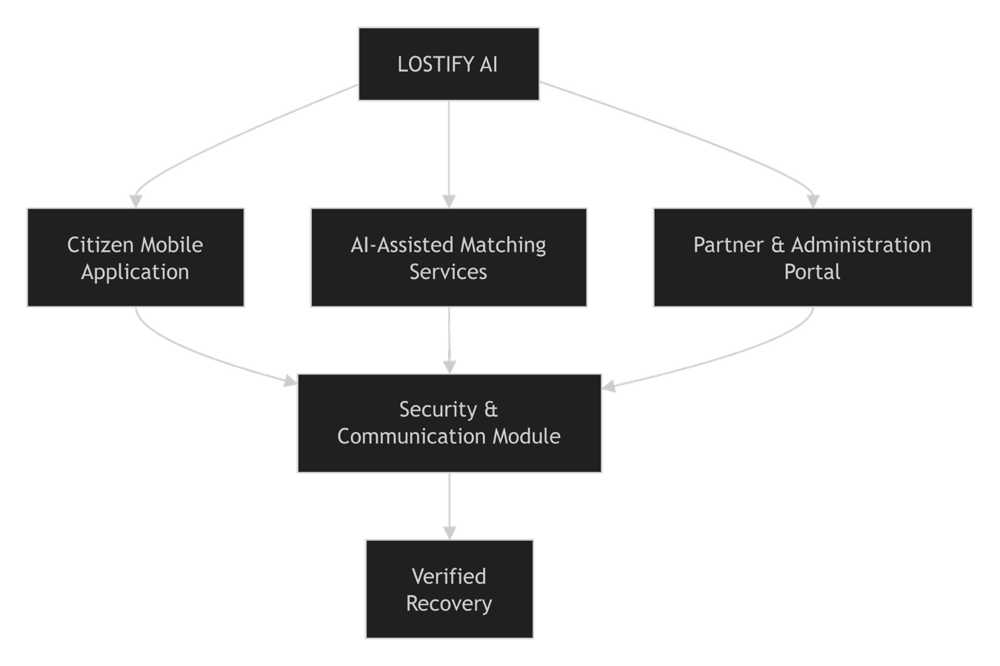 LOSTIFY AI
Citizen Mobile
Application
AI-Assisted Matching
Services
Partner & Administration
Portal
Security &
Communication Module
Verified
Recovery